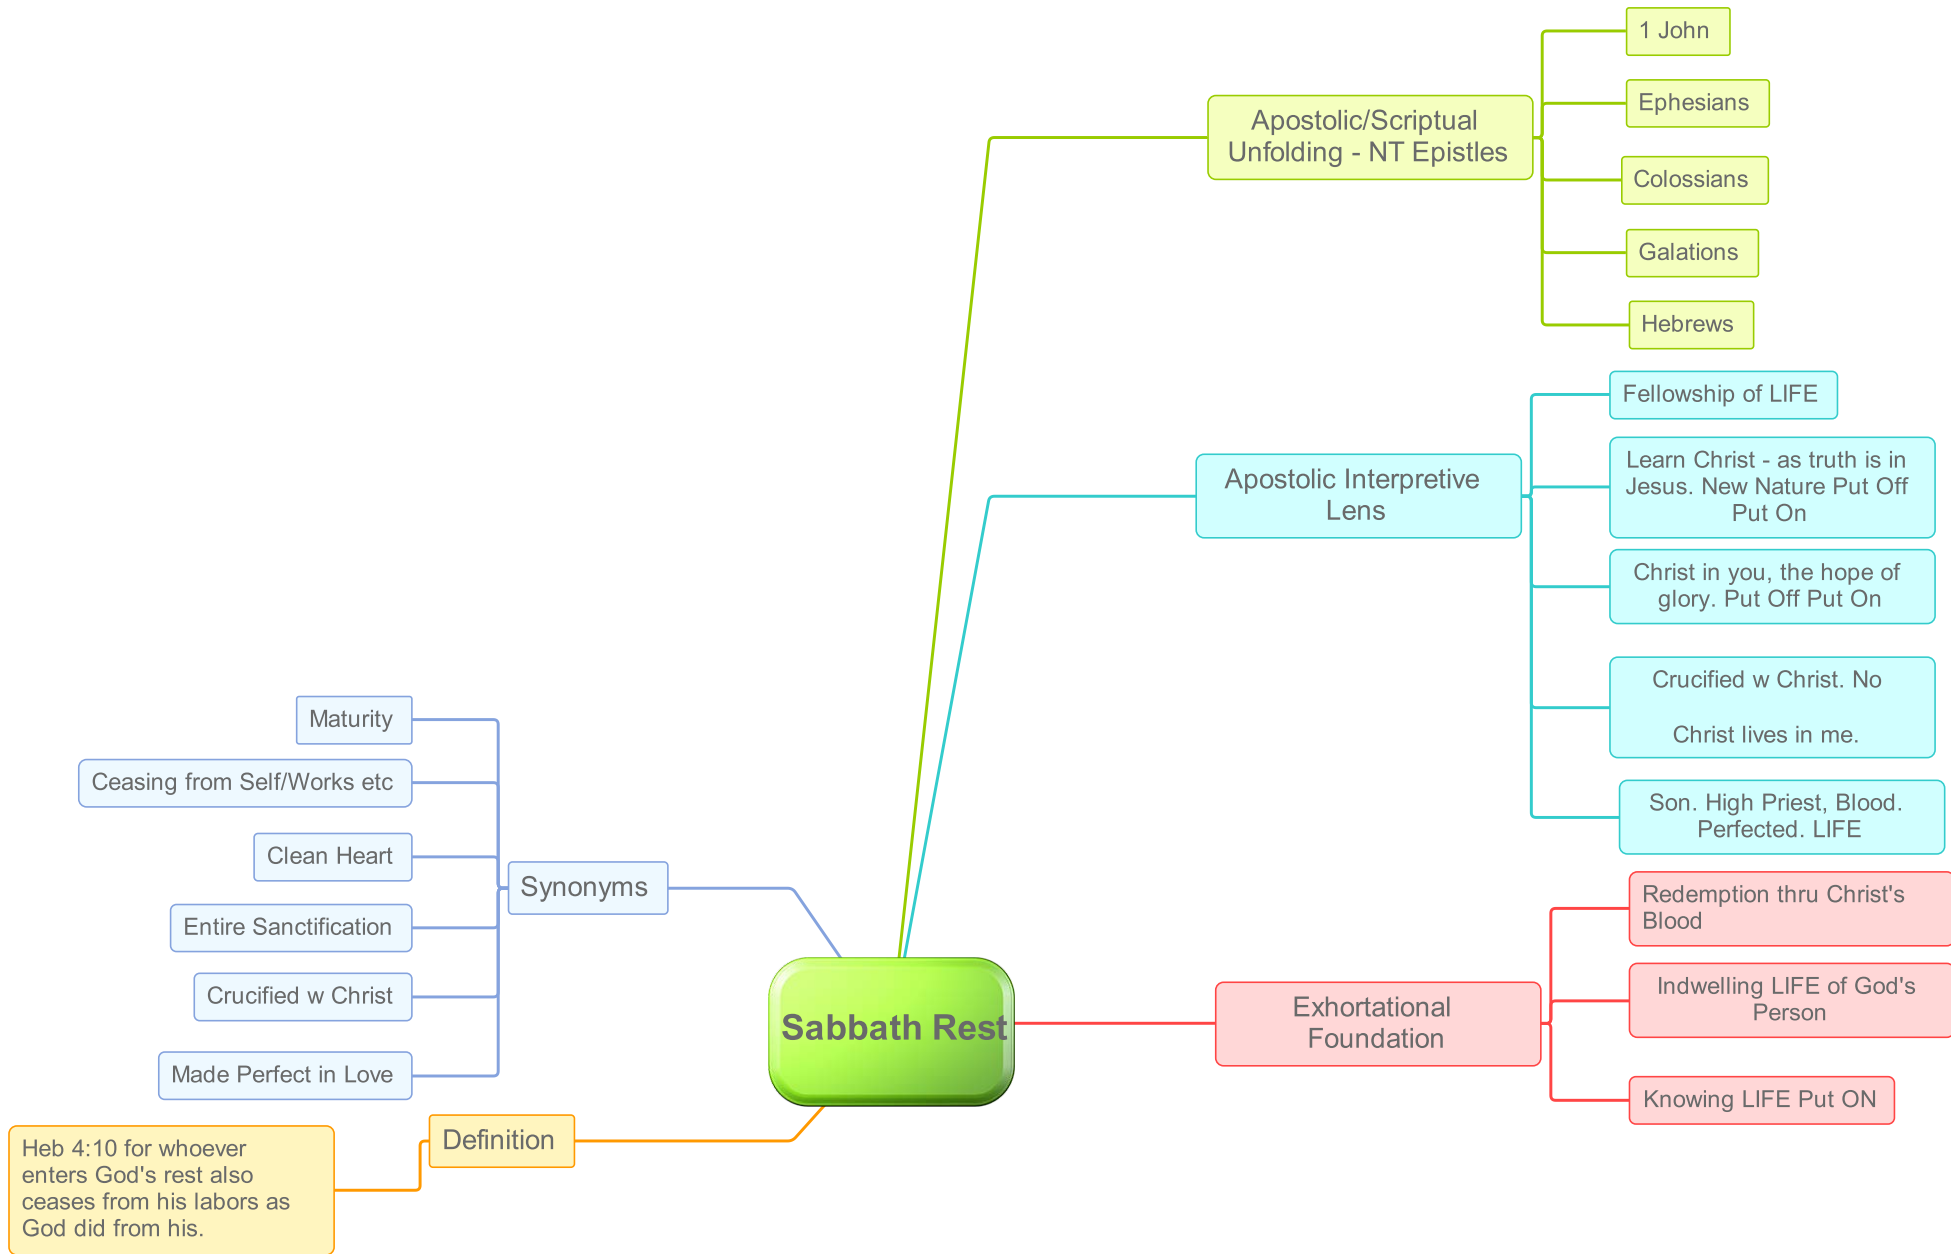 1 John
Ephesians
Apostolic/Scriptual
Unfolding - NT Epistles
Colossians
Galations
Hebrews
Fellowship of LIFE
Learn Christ - as truth is in
Jesus. New Nature Put Off
Put On
Apostolic Interpretive
Lens
Christ in you, the hope of
glory. Put Off Put On
Crucified w Christ. No
Christ lives in me.
Son. High Priest, Blood.
Perfected. LIFE
Maturity
Ceasing from Self/Works etc
Clean Heart
Synonyms
Entire Sanctification
Crucified w Christ
Made Perfect in Love
Sabbath Rest
Redemption thru Christ's
Blood
Indwelling LIFE of God's
Person
Exhortational
Foundation
Knowing LIFE Put ON
Definition
Heb 4:10 for whoever
enters God's rest also
ceases from his labors as
God did from his.